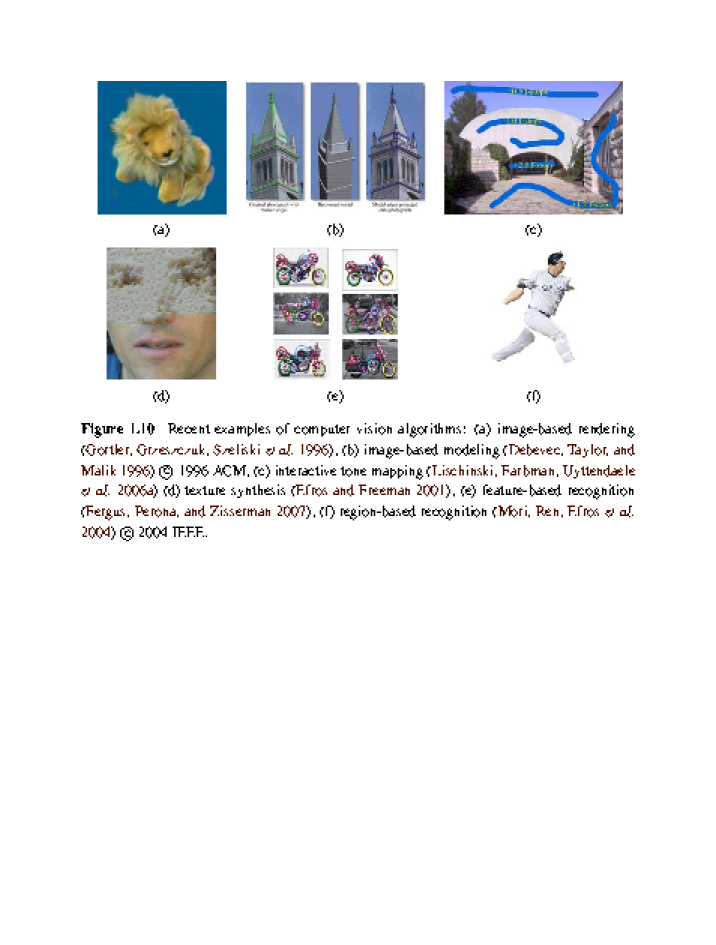 (a)
(b)
(c)
(d)
(e)
(f)
Figure 1.10 Recent examples of computer vision algorithms: (a) image-based rendering
(Gortler, Grzeszczuk, Szeliski et al. 1996), (b) image-based modeling (Debevec, Taylor, and
Malik 1996) © 1996 ACM, (c) interactive tone mapping (Lischinski, Farbman, Uyttendaele
et al. 2006a) (d) texture synthesis (Efros and Freeman 2001), (e) feature-based recognition
(Fergus, Perona, and Zisserman 2007), (f) region-based recognition (Mori, Ren, Efros et al.
2004) © 2004 IEEE.